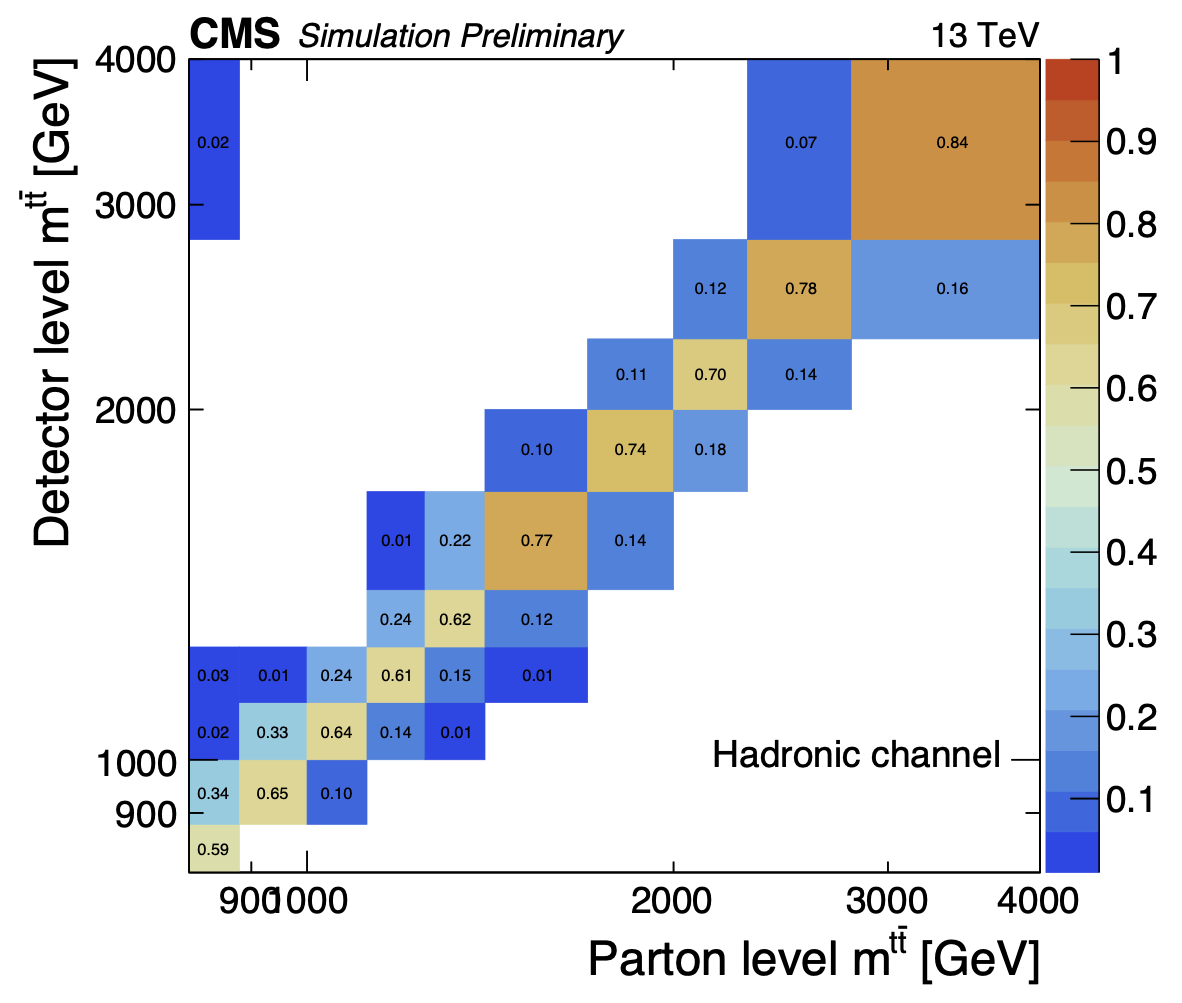 CMS Simulation Preliminary 13 TeV
Detector level m^tt̄ [GeV]
4000
3000
2000
1000
900
0.02 0.07 0.84
0.12 0.78 0.16
0.11 0.70 0.14
0.10 0.74 0.18
0.01 0.22 0.77 0.14
0.24 0.62 0.12
0.03 0.01 0.24 0.61 0.15 0.01
0.02 0.33 0.64 0.14 0.01
0.34 0.65 0.10
0.59
Hadronic channel
1
0.9
0.8
0.7
0.6
0.5
0.4
0.3
0.2
0.1
900 1000 2000 3000 4000
Parton level m^tt̄ [GeV]